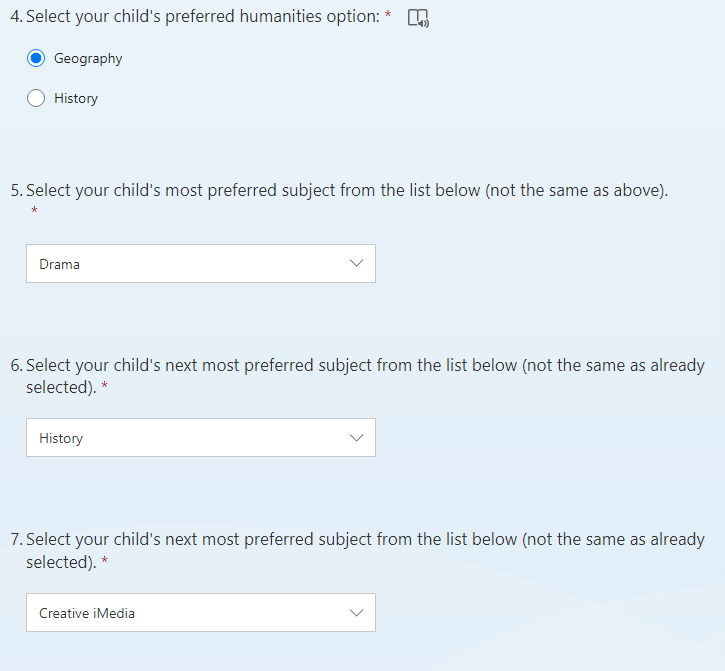 4. Select your child's preferred humanities option: *
Geography
History
5. Select your child's most preferred subject from the list below (not the same as above).
*
Drama
6. Select your child's next most preferred subject from the list below (not the same as already
selected). *
History
7. Select your child's next most preferred subject from the list below (not the same as already
selected). *
Creative iMedia